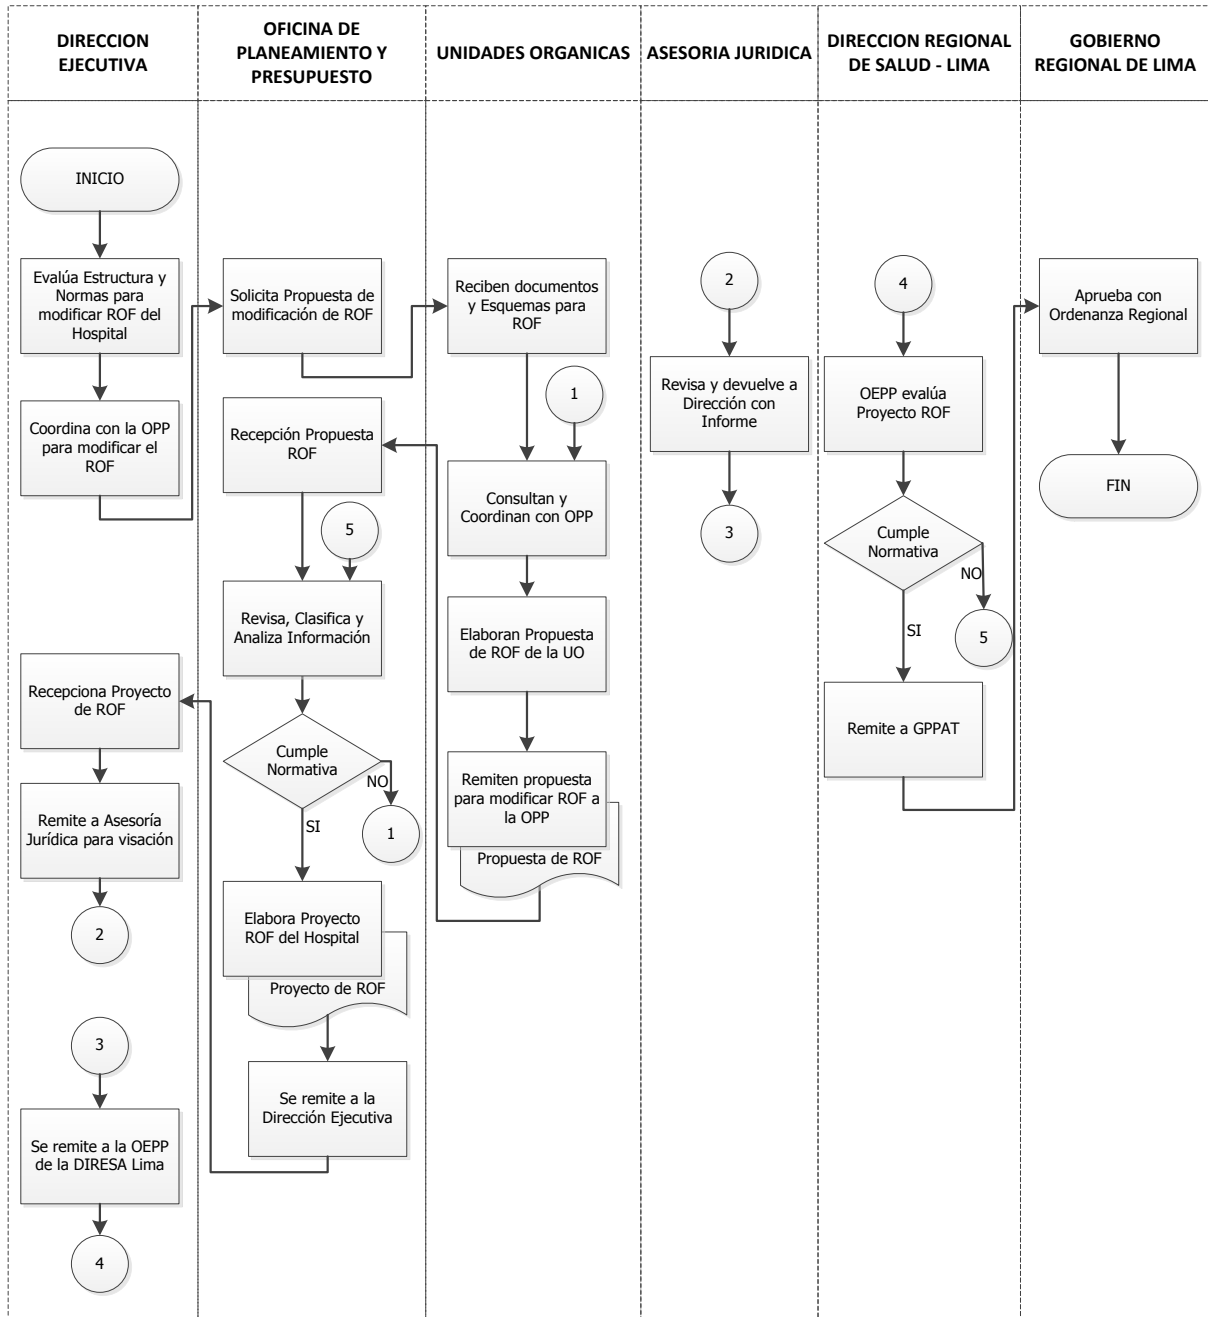 DIRECCION
EJECUTIVA
OFICINA DE
PLANEAMIENTO Y
PRESUPUESTO
UNIDADES ORGANICAS
ASESORIA JURIDICA
DIRECCION REGIONAL
DE SALUD - LIMA
GOBIERNO
REGIONAL DE LIMA
INICIO
Evalúa Estructura y
Normas para
modificar ROF del
Hospital
Coordina con la OPP
para modificar el
ROF
Recepciona Proyecto
de ROF
Remite a Asesoría
Jurídica para visación
2
3
Se remite a la OEPP
de la DIRESA Lima
4
Solicita Propuesta de
modificación de ROF
Recepción Propuesta
ROF
5
Revisa, Clasifica y
Analiza Información
Cumple
Normativa
NO
SI
1
Elabora Proyecto
ROF del Hospital
Proyecto de ROF
Se remite a la
Dirección Ejecutiva
Reciben documentos
y Esquemas para
ROF
1
Consultan y
Coordinan con OPP
Elaboran Propuesta
de ROF de la UO
Remiten propuesta
para modificar ROF a
la OPP
Propuesta de ROF
2
Revisa y devuelve a
Dirección con
Informe
3
4
OEPP evalúa
Proyecto ROF
Cumple
Normativa
NO
SI
5
Remite a GPPAT
Aprueba con
Ordenanza Regional
FIN